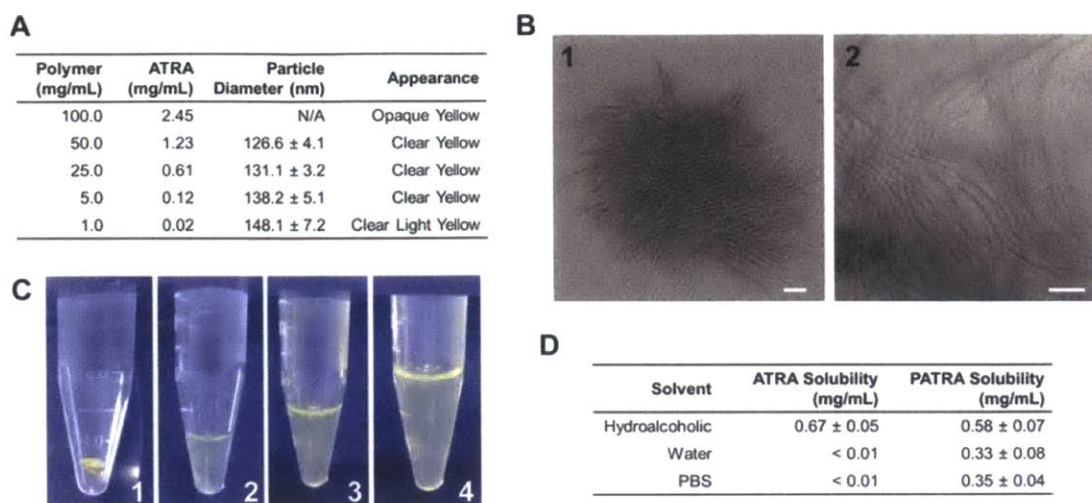 A
Polymer (mg/mL) ATRA (mg/mL) Particle Diameter (nm) Appearance
100.0 2.45 N/A Opaque Yellow
50.0 1.23 126.6 ± 4.1 Clear Yellow
25.0 0.61 131.1 ± 3.2 Clear Yellow
5.0 0.12 138.2 ± 5.1 Clear Yellow
1.0 0.02 148.1 ± 7.2 Clear Light Yellow
B
1 2
C
1 2 3 4
D
Solvent ATRA Solubility (mg/mL) PATRA Solubility (mg/mL)
Hydroalcoholic 0.67 ± 0.05 0.58 ± 0.07
Water < 0.01 0.33 ± 0.08
PBS < 0.01 0.35 ± 0.04